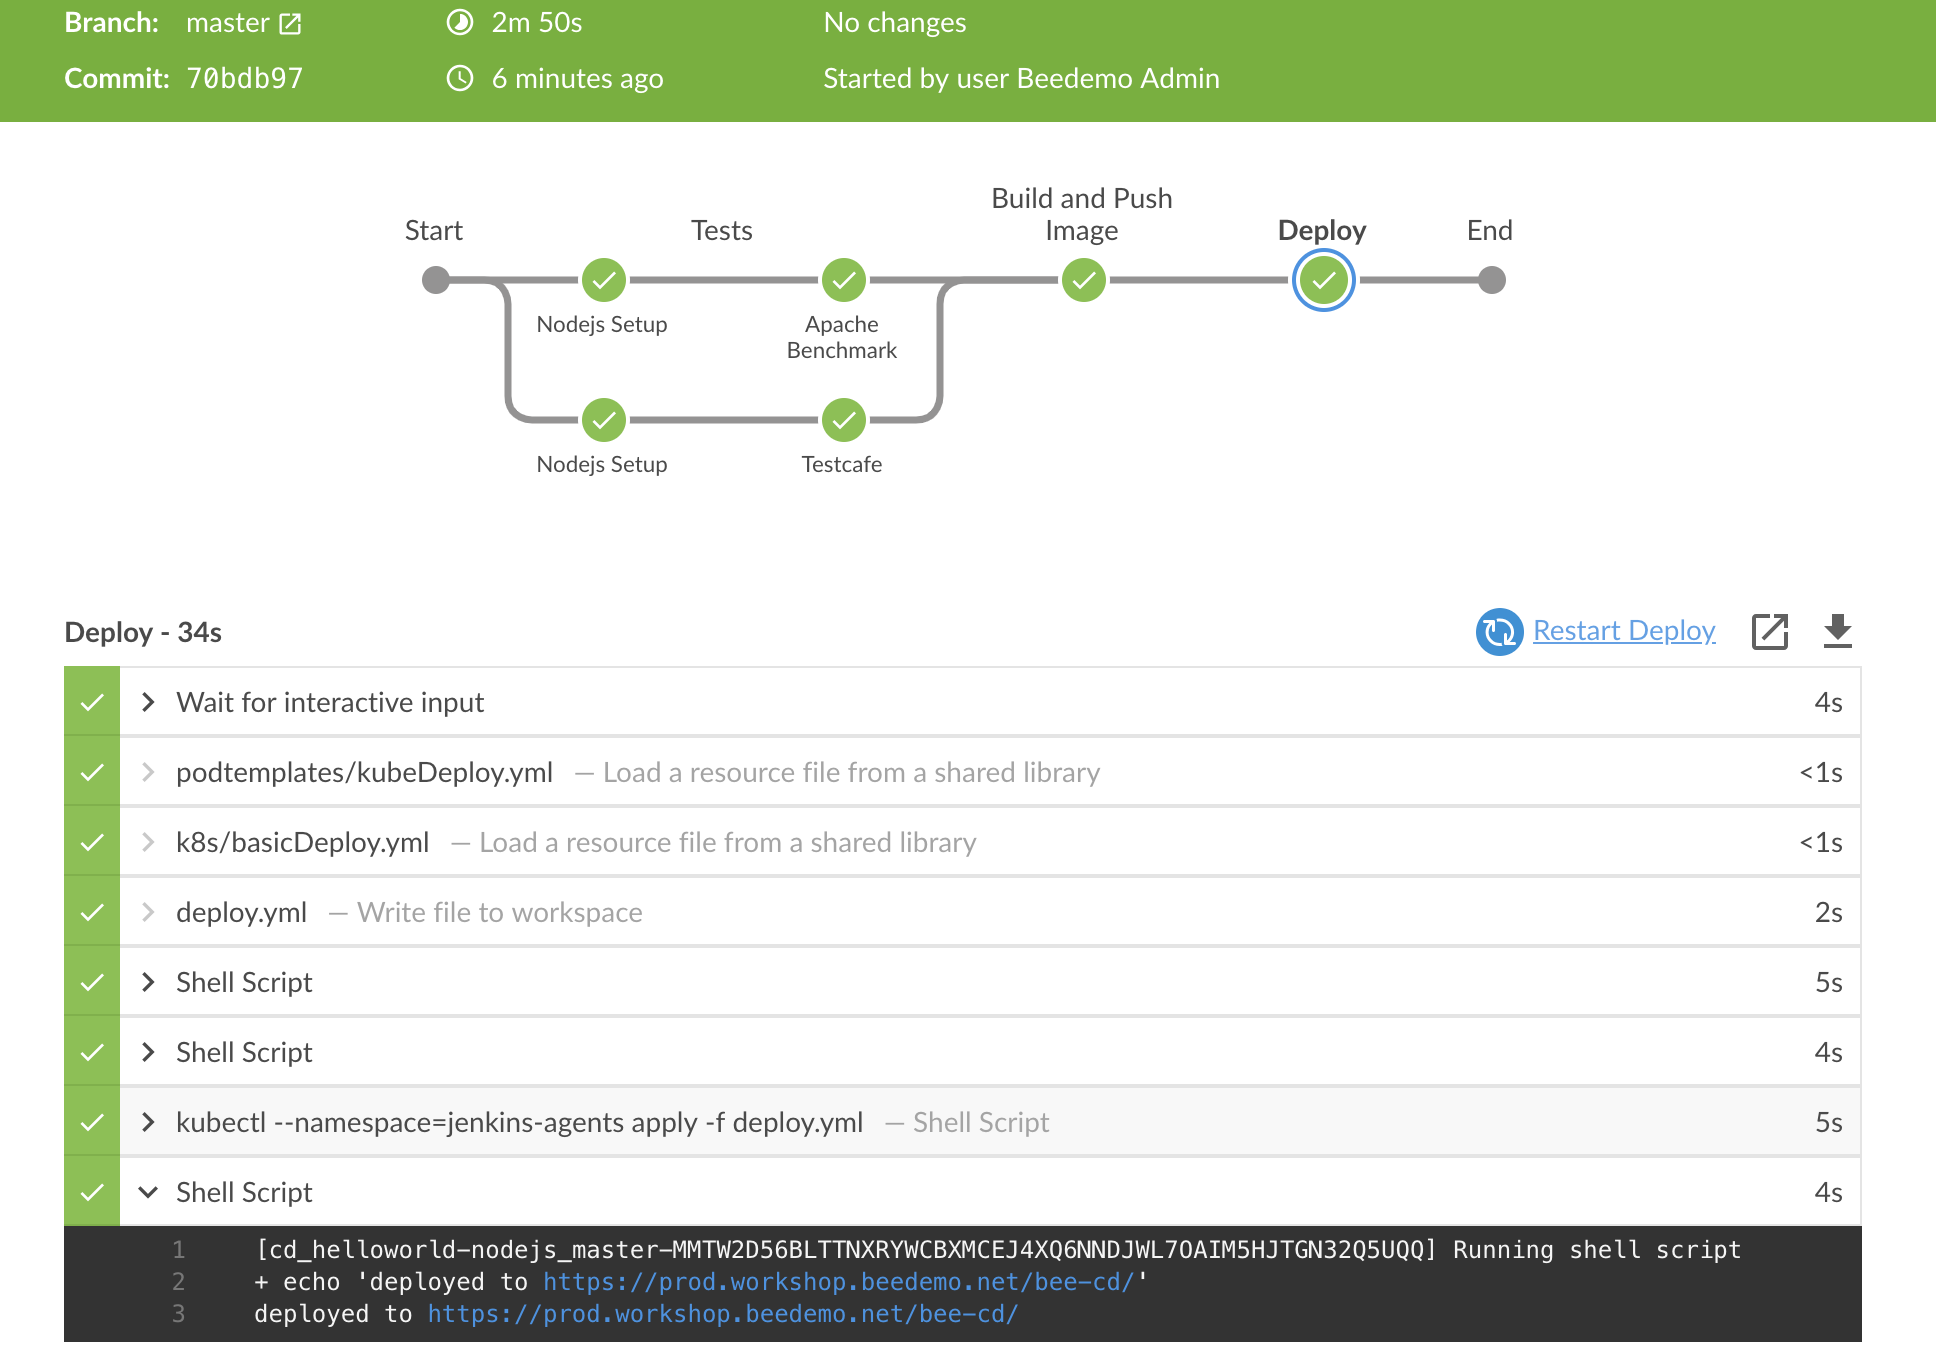 Branch: master 2m 50s No changes
Commit: 70bdb97 6 minutes ago Started by user Beedemo Admin
Start Tests Build and Push Image Deploy End
Nodejs Setup Apache Benchmark
Nodejs Setup Testcafe
Deploy - 34s Restart Deploy
Wait for interactive input 4s
podtemplates/kubeDeploy.yml — Load a resource file from a shared library <1s
k8s/basicDeploy.yml — Load a resource file from a shared library <1s
deploy.yml — Write file to workspace 2s
Shell Script 5s
Shell Script 4s
kubectl --namespace=jenkins-agents apply -f deploy.yml — Shell Script 5s
Shell Script 4s
1 [cd_helloworld-nodejs_master-MMTW2D56BLTTNXRYWCBXMCEJ4XQ6NNDJWL7OAIM5HJTGN32Q5UQQ] Running shell script
2 + echo 'deployed to https://prod.workshop.beedemo.net/bee-cd/'
3 deployed to https://prod.workshop.beedemo.net/bee-cd/